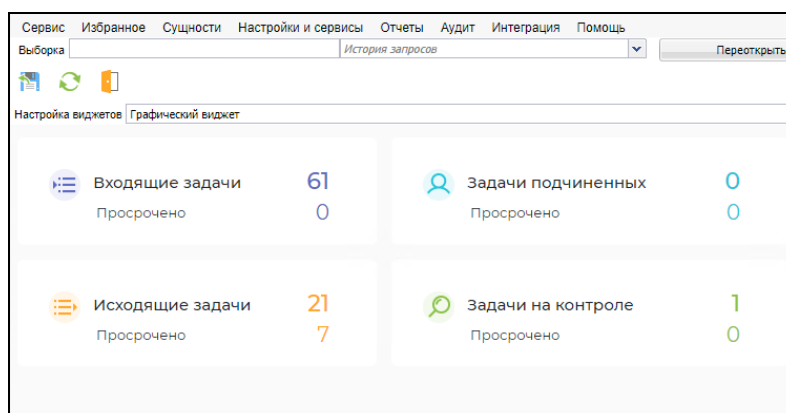 Сервис Избранное Сущности Настройки и сервисы Отчеты Аудит Интеграция Помощь
Выборка История запросов Переоткрыть
Настройка виджетов Графический виджет
Входящие задачи 61 Задачи подчиненных 0
Просрочено 0 Просрочено 0
Исходящие задачи 21 Задачи на контроле 1
Просрочено 7 Просрочено 0